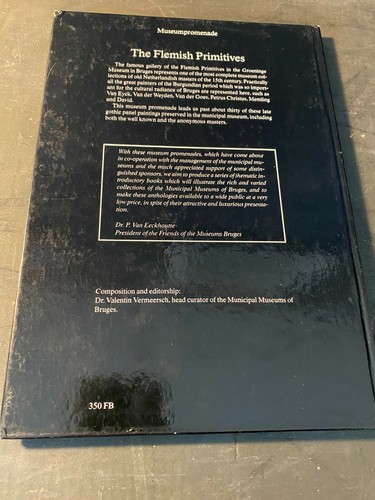 Museumpromenade
The Flemish Primitives
The famous gallery of the Flemish Primitives in the Groeninge
Museum in Bruges represents one of the most complete museum col-
lections of old Netherlandish masters of the 15th century. Practically
all the great painters of the Burgundian period which was so import-
ant for the cultural radiance of Bruges are represented here, such as
Van Eyck, Van der Weyden, Van der Goes, Petrus Christus, Memling
and David.
This museum promenade leads us past about thirty of these late
gothic panel paintings preserved in the municipal museum, including
both the well known and the anonymous masters.
With these museum promenades, which have come about
in co-operation with the management of the municipal mu-
seums and the much appreciated support of some distin-
guished sponsors, we aim to produce a series of thematic in-
troductory books which will illustrate the rich and varied
collections of the Municipal Museums of Bruges, and to
make these anthologies available to a wide public at a very
low price, in spite of their attractive and luxurious presenta-
tion.
Dr. P. Van Eeckhoutte
President of the Friends of the Museums Bruges
Composition and editorship:
Dr. Valentin Vermeersch, head curator of the Municipal Museums of
Bruges.
350 FB